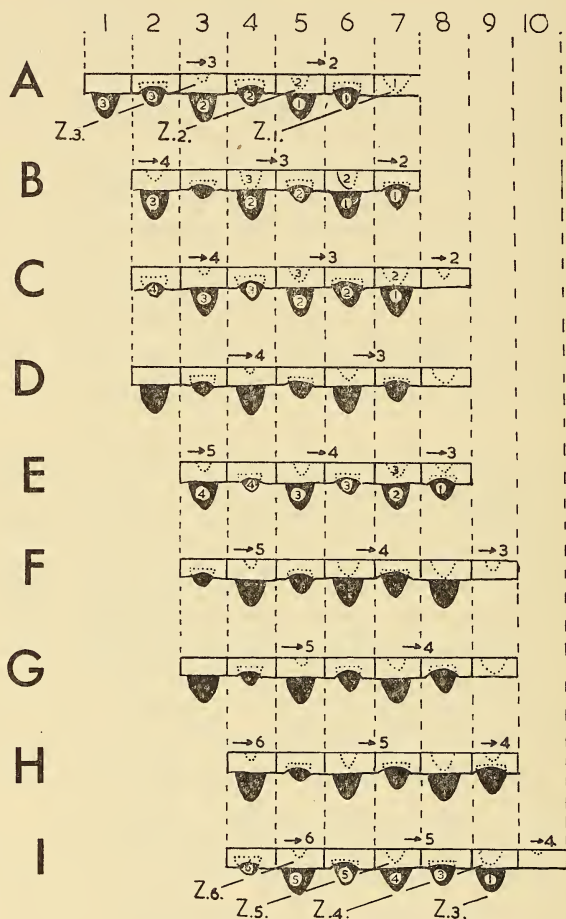 1 2 3 4 5 6 7 8 9 10
→3 →2
A
2 1
3 3 2 2 1 1
Z.3. Z.2. Z.1.
→4 →3 →2
B
3 2
3 2 2 1 1
→4 →3 →2
C
3 2
4 3 3 2 2 1
→4 →3
D
→5 →4 →3
E
3
4 4 3 3 2 1
→5 →4 →3
F
→5 →4
G
→6 →5 →4
H
→6 →5 →4
I
5 5 4 3 1
Z.6. Z.5. Z.4. Z.3.